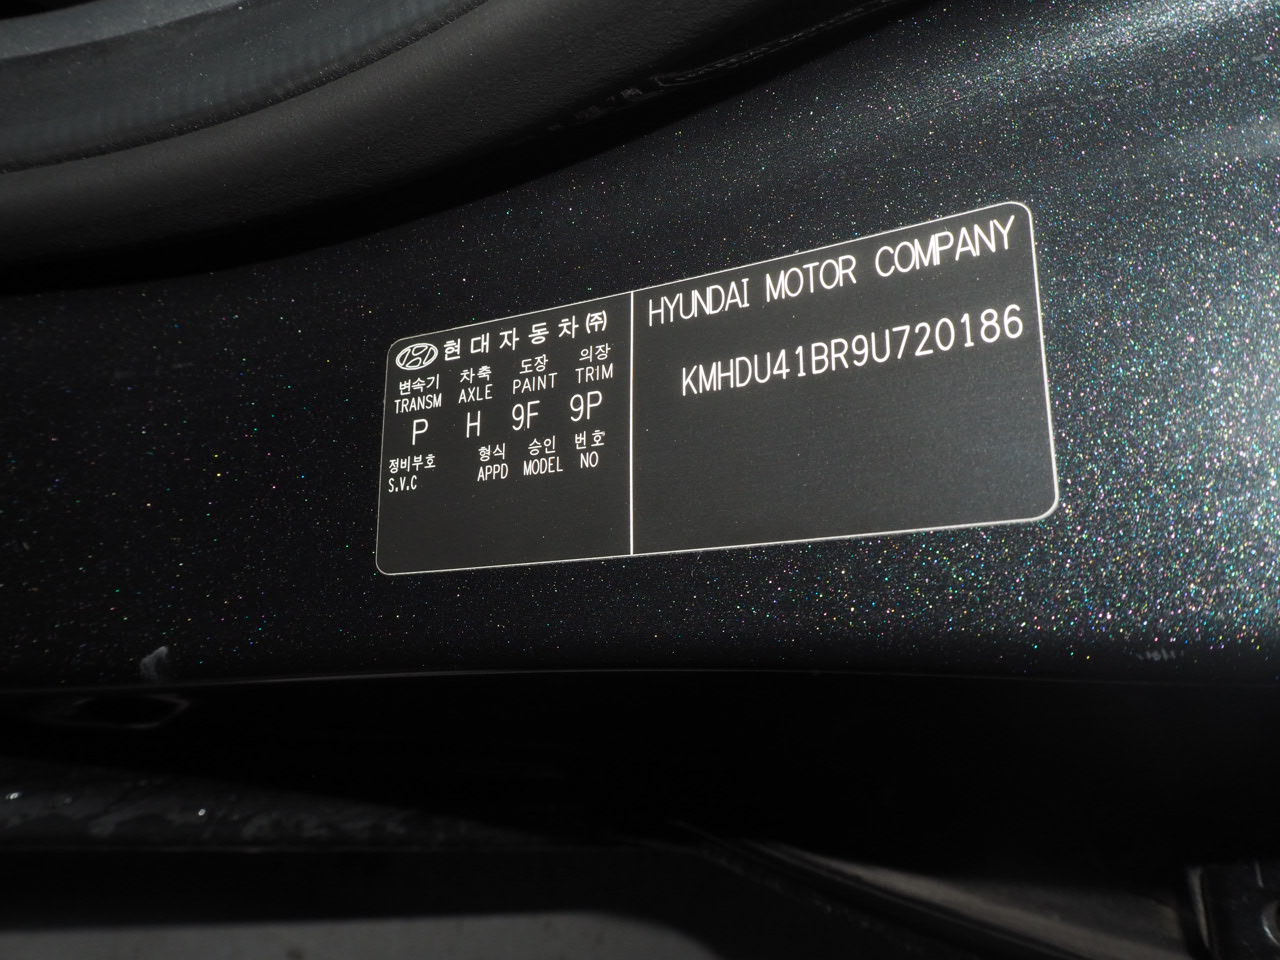 현대자동차(주)
변속기 차축 도장 의장
TRANSM AXLE PAINT TRIM
P H 9F 9P
정비부호 형식 승인 번호
S.V.C APPD MODEL NO
HYUNDAI MOTOR COMPANY
KMHDU41BR9U720186